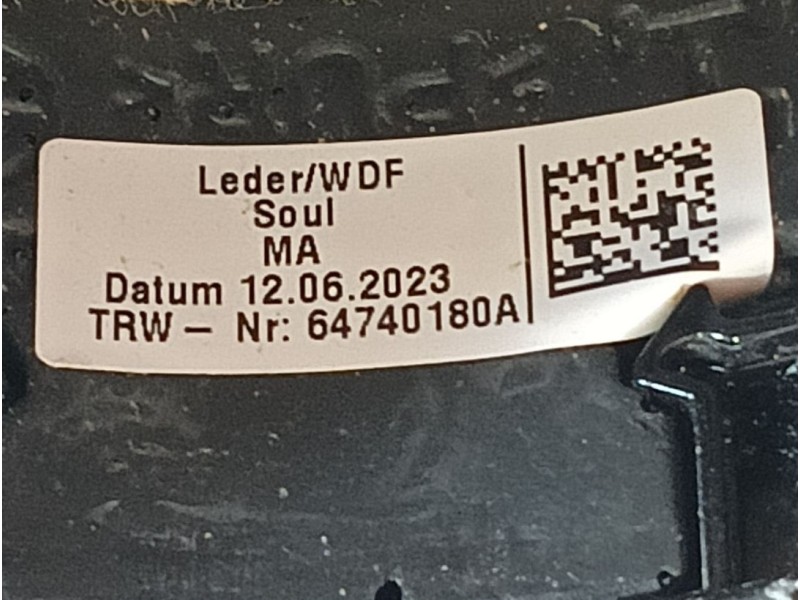 Leder/WDF
Soul
MA
Datum 12.06.2023
TRW - Nr: 64740180A